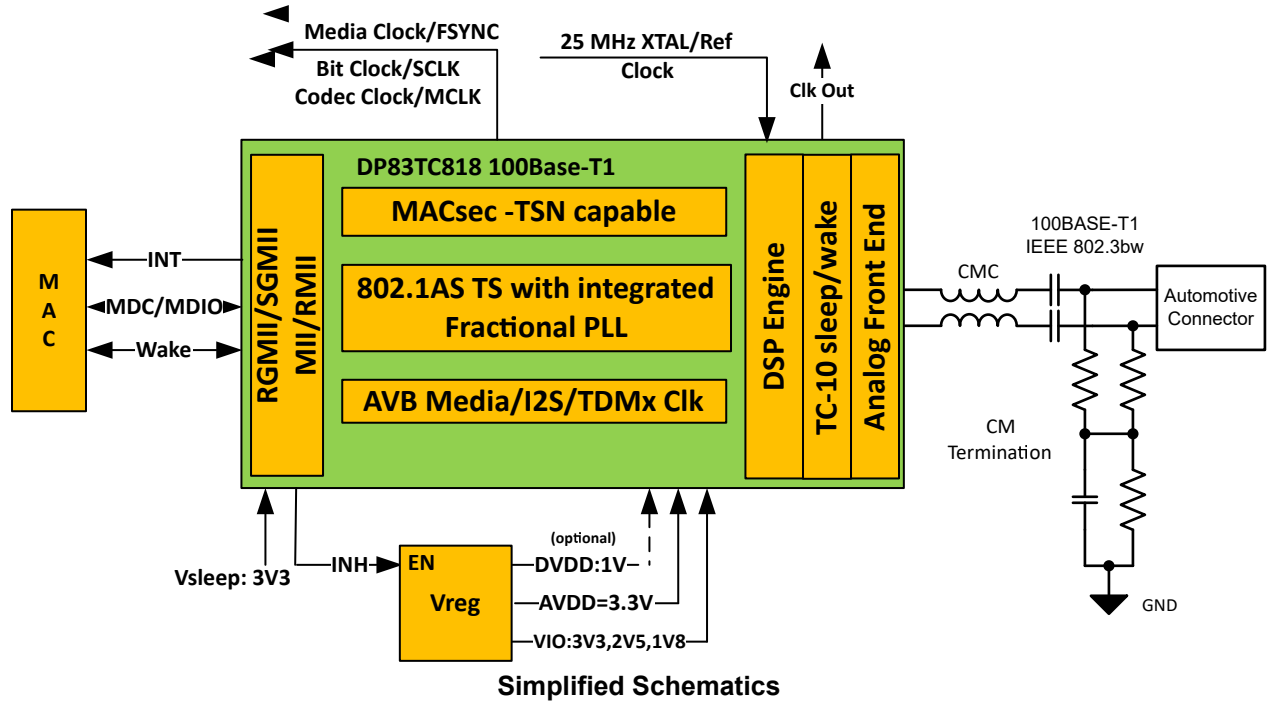 Media Clock/FSYNC
Bit Clock/SCLK
Codec Clock/MCLK
25 MHz XTAL/Ref
Clock
Clk Out
DP83TC818 100Base-T1
MACsec -TSN capable
802.1AS TS with integrated
Fractional PLL
AVB Media/I2S/TDMx Clk
RGMII/SGMII
MII/RMII
DSP Engine
TC-10 sleep/wake
Analog Front End
M
A
C
INT
MDC/MDIO
Wake
100BASE-T1
IEEE 802.3bw
CMC
Automotive
Connector
CM
Termination
GND
Vsleep: 3V3
INH
EN
Vreg
(optional)
DVDD:1V
AVDD=3.3V
VIO:3V3,2V5,1V8
Simplified Schematics